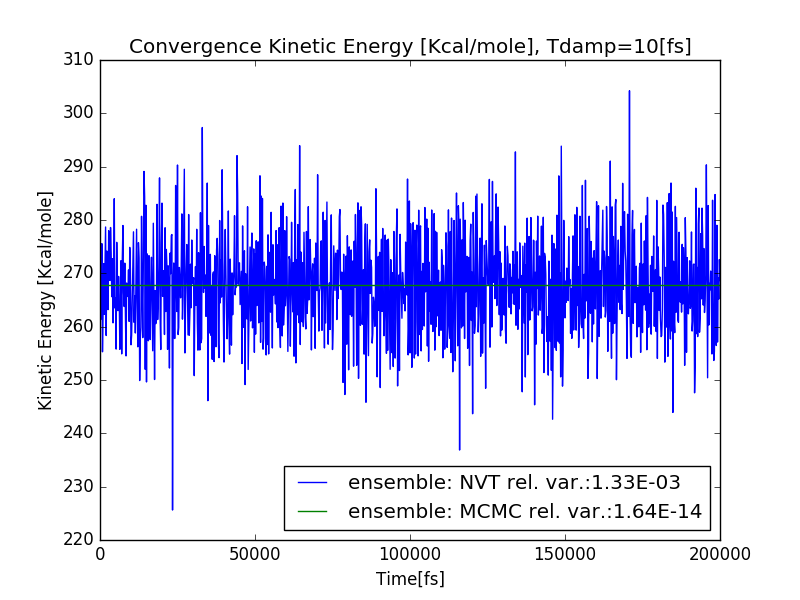 Convergence Kinetic Energy [Kcal/mole], Tdamp=10[fs]
310
300
290
280
270
260
250
240
230
220
Kinetic Energy [Kcal/mole]
ensemble: NVT rel. var.:1.33E-03
ensemble: MCMC rel. var.:1.64E-14
0 50000 100000 150000 200000
Time[fs]